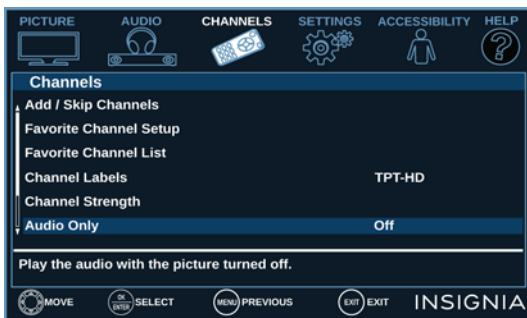 PICTURE AUDIO CHANNELS SETTINGS ACCESSIBILITY HELP
?
Channels
Add / Skip Channels
Favorite Channel Setup
Favorite Channel List
Channel Labels TPT-HD
Channel Strength
Audio Only Off
Play the audio with the picture turned off.
MOVE OK ENTER SELECT MENU PREVIOUS EXIT EXIT INSIGNIA